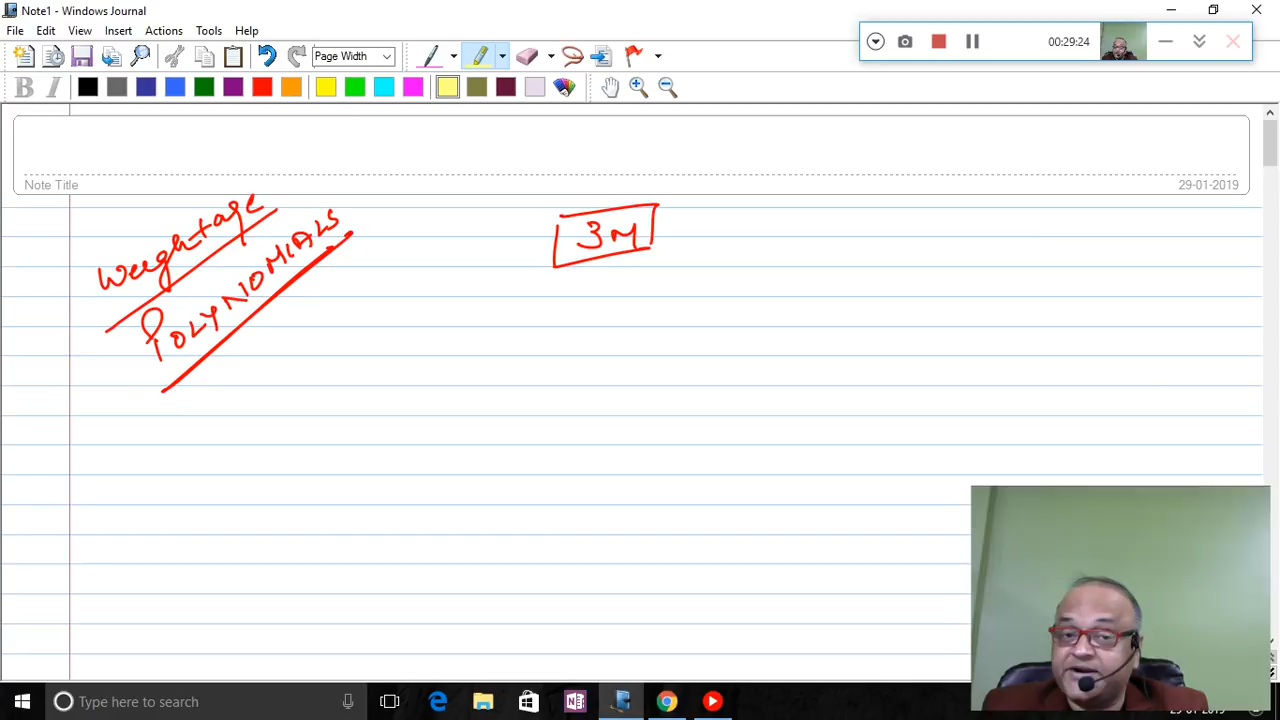 Note1 - Windows Journal
File Edit View Insert Actions Tools Help
00:29:24
Page Width
B I
Note Title
29-01-2019
Weightage
POLYNOMIALS
3M
Type here to search